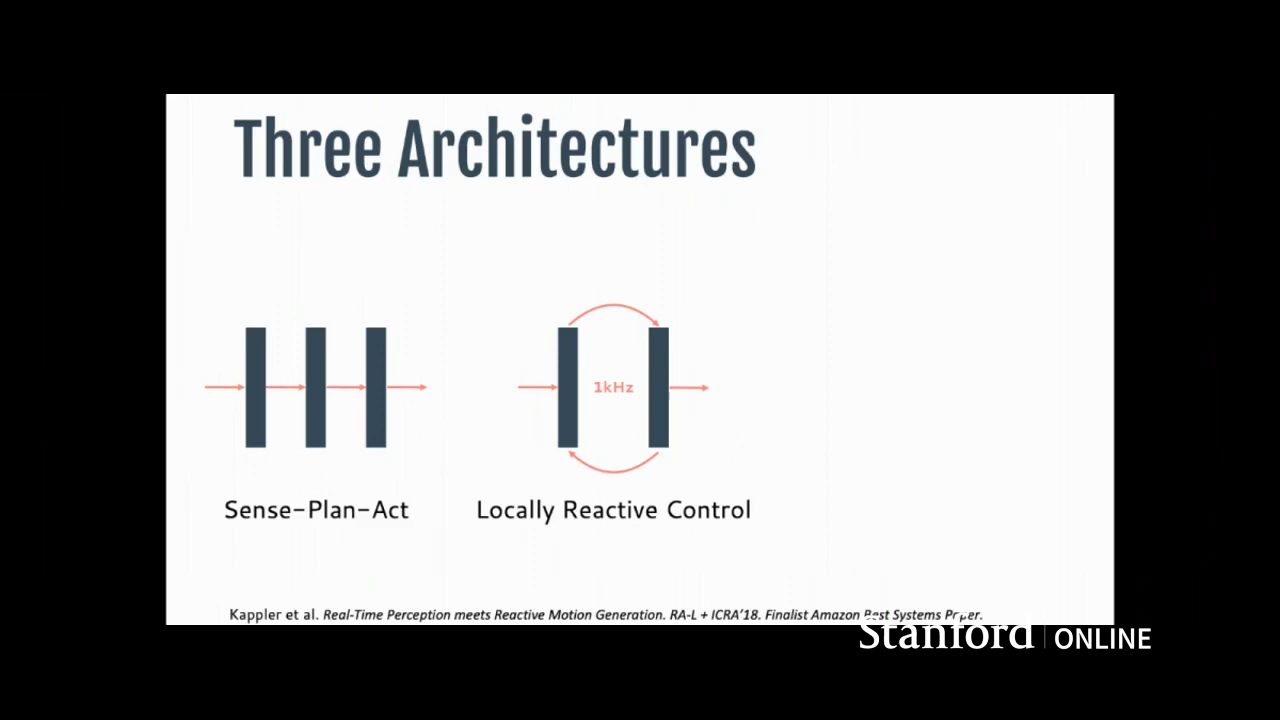 Three Architectures
1kHz
Sense-Plan-Act
Locally Reactive Control
Kappler et al. Real-Time Perception meets Reactive Motion Generation. RA-L + ICRA'18. Finalist Amazon Best Systems Paper.
Stanford ONLINE